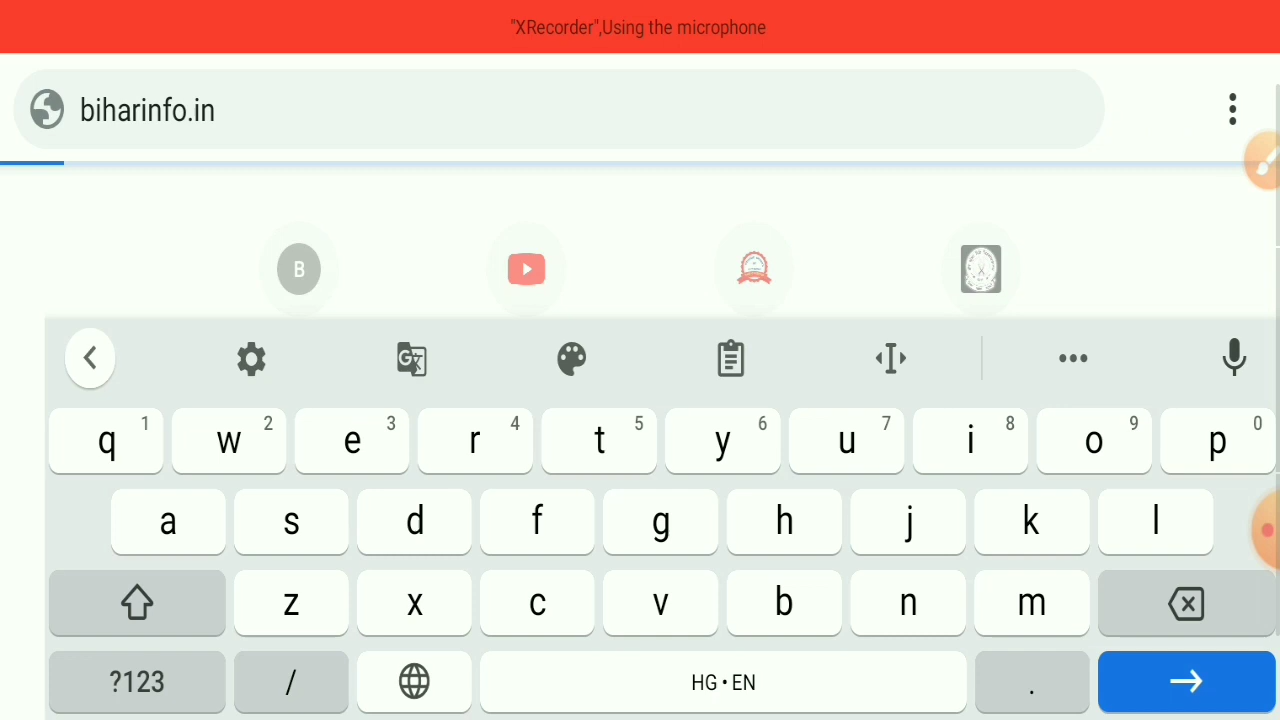 "XRecorder",Using the microphone
biharinfo.in
B
q 1 w 2 e 3 r 4 t 5 y 6 u 7 i 8 o 9 p 0
a s d f g h j k l
z x c v b n m
?123 / HG • EN .